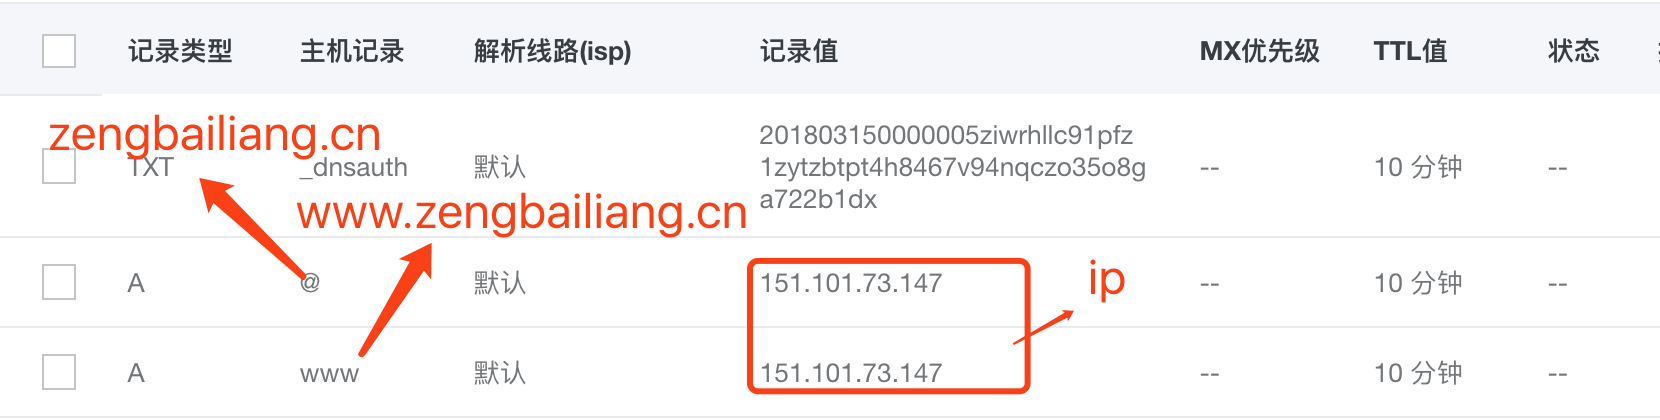 记录类型 主机记录 解析线路(isp) 记录值 MX优先级 TTL值 状态
zengbailiang.cn
201803150000005ziwrhllc91pfz
TXT _dnsauth 默认 1zytzbtpt4h8467v94nqczo35o8g -- 10 分钟 --
a722b1dx
www.zengbailiang.cn
A @ 默认 151.101.73.147 -- 10 分钟 --
ip
A www 默认 151.101.73.147 -- 10 分钟 --